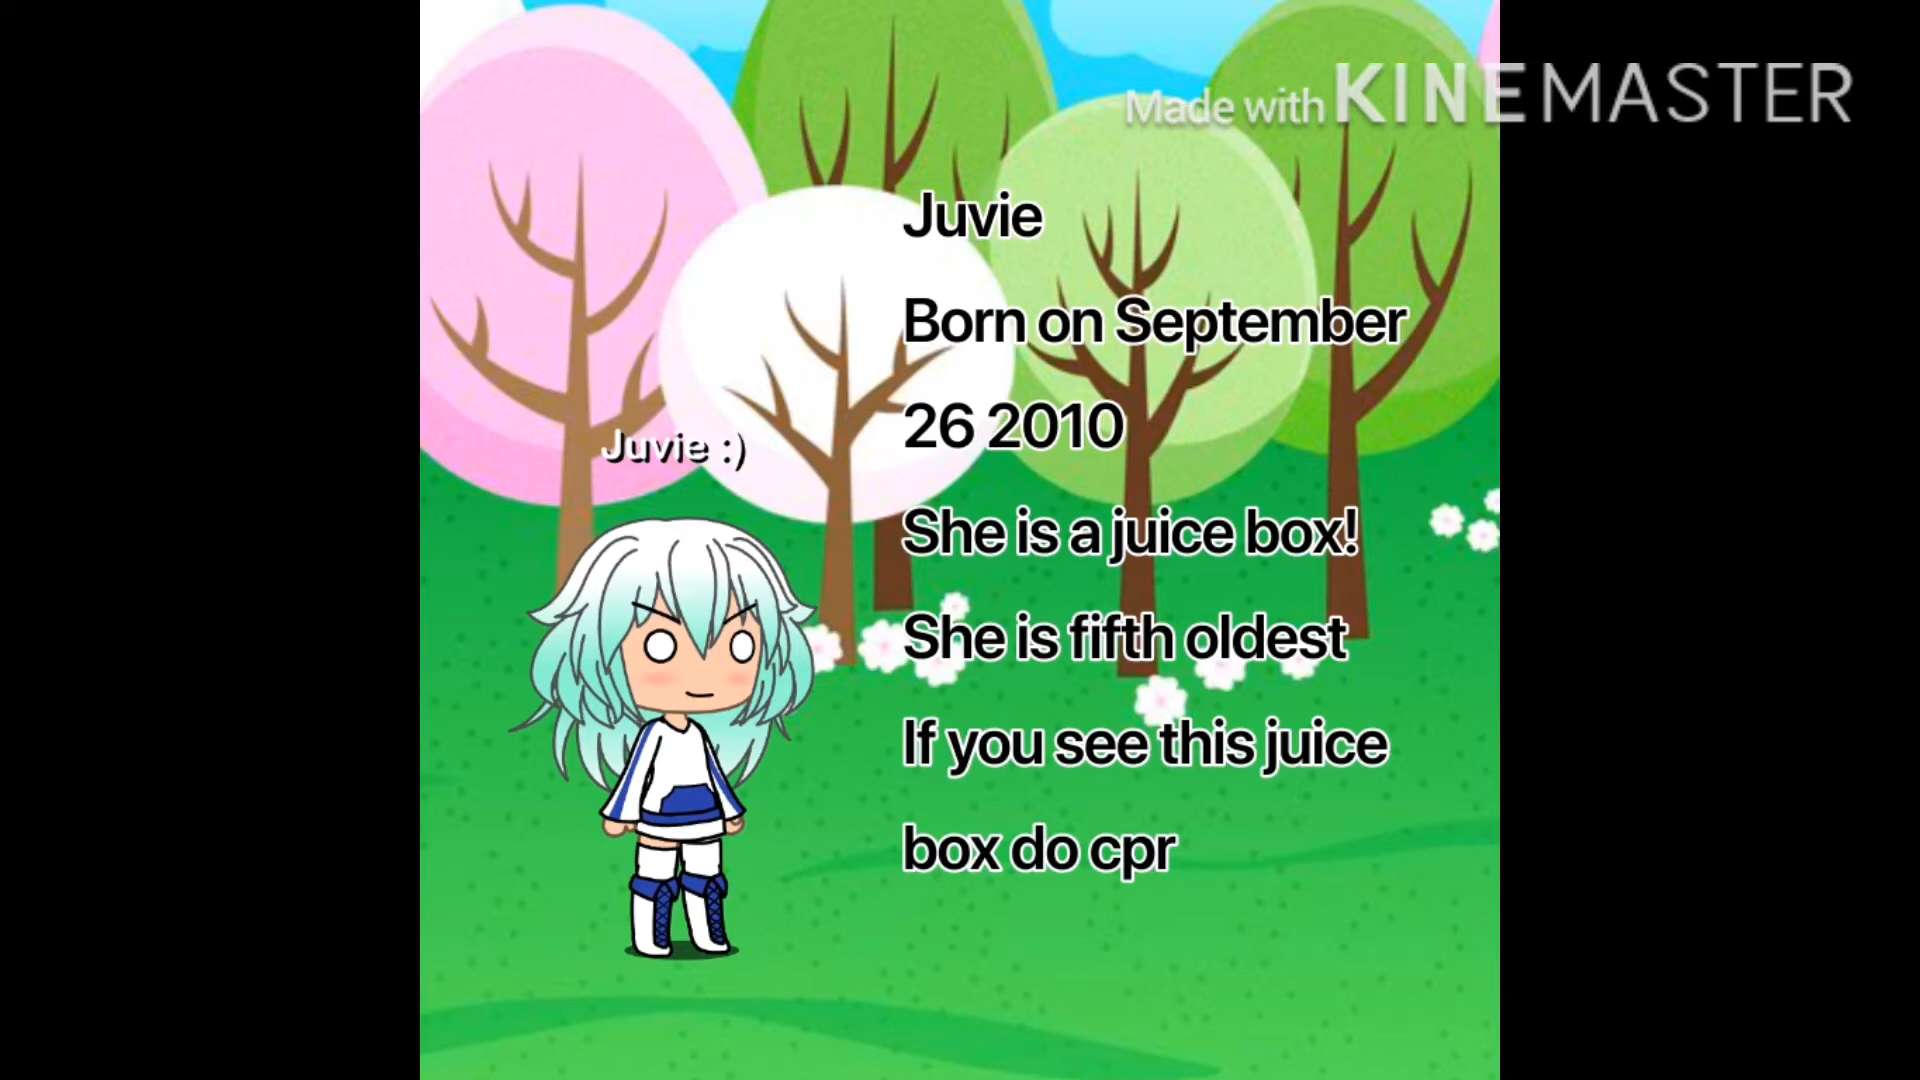 Made with KINEMASTER
Juvie
Born on September
26 2010
Juvie :)
She is a juice box!
She is fifth oldest
If you see this juice
box do cpr